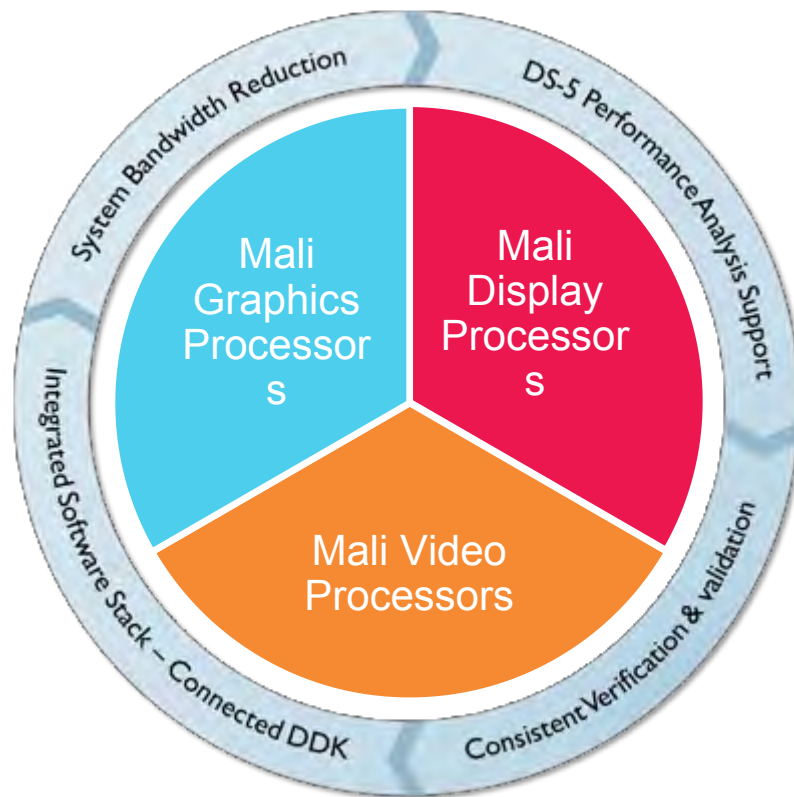 System Bandwidth Reduction
DS-5 Performance Analysis Support
Mali
Graphics
Processor
s
Mali
Display
Processor
s
Mali Video
Processors
Integrated Software Stack – Connected DDK
Consistent Verification & validation